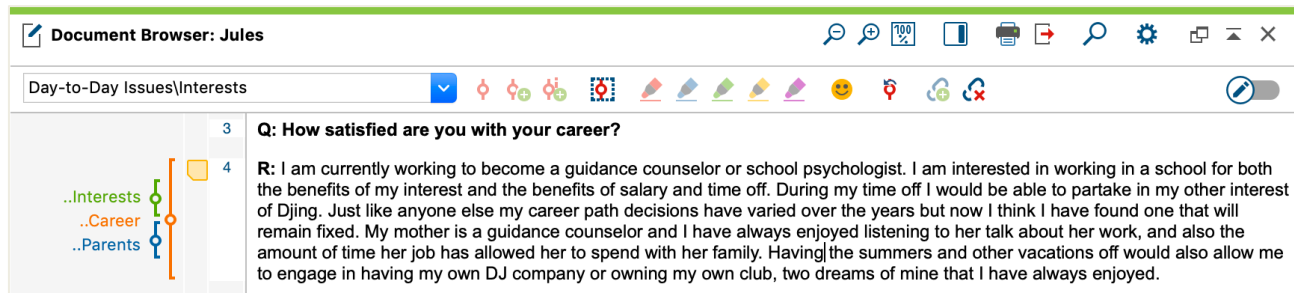 Document Browser: Jules
100
%
Day-to-Day Issues\Interests
3 Q: How satisfied are you with your career?
4 R: I am currently working to become a guidance counselor or school psychologist. I am interested in working in a school for both
the benefits of my interest and the benefits of salary and time off. During my time off I would be able to partake in my other interest
..Interests of Djing. Just like anyone else my career path decisions have varied over the years but now I think I have found one that will
..Career remain fixed. My mother is a guidance counselor and I have always enjoyed listening to her talk about her work, and also the
..Parents amount of time her job has allowed her to spend with her family. Having the summers and other vacations off would also allow me
to engage in having my own DJ company or owning my own club, two dreams of mine that I have always enjoyed.